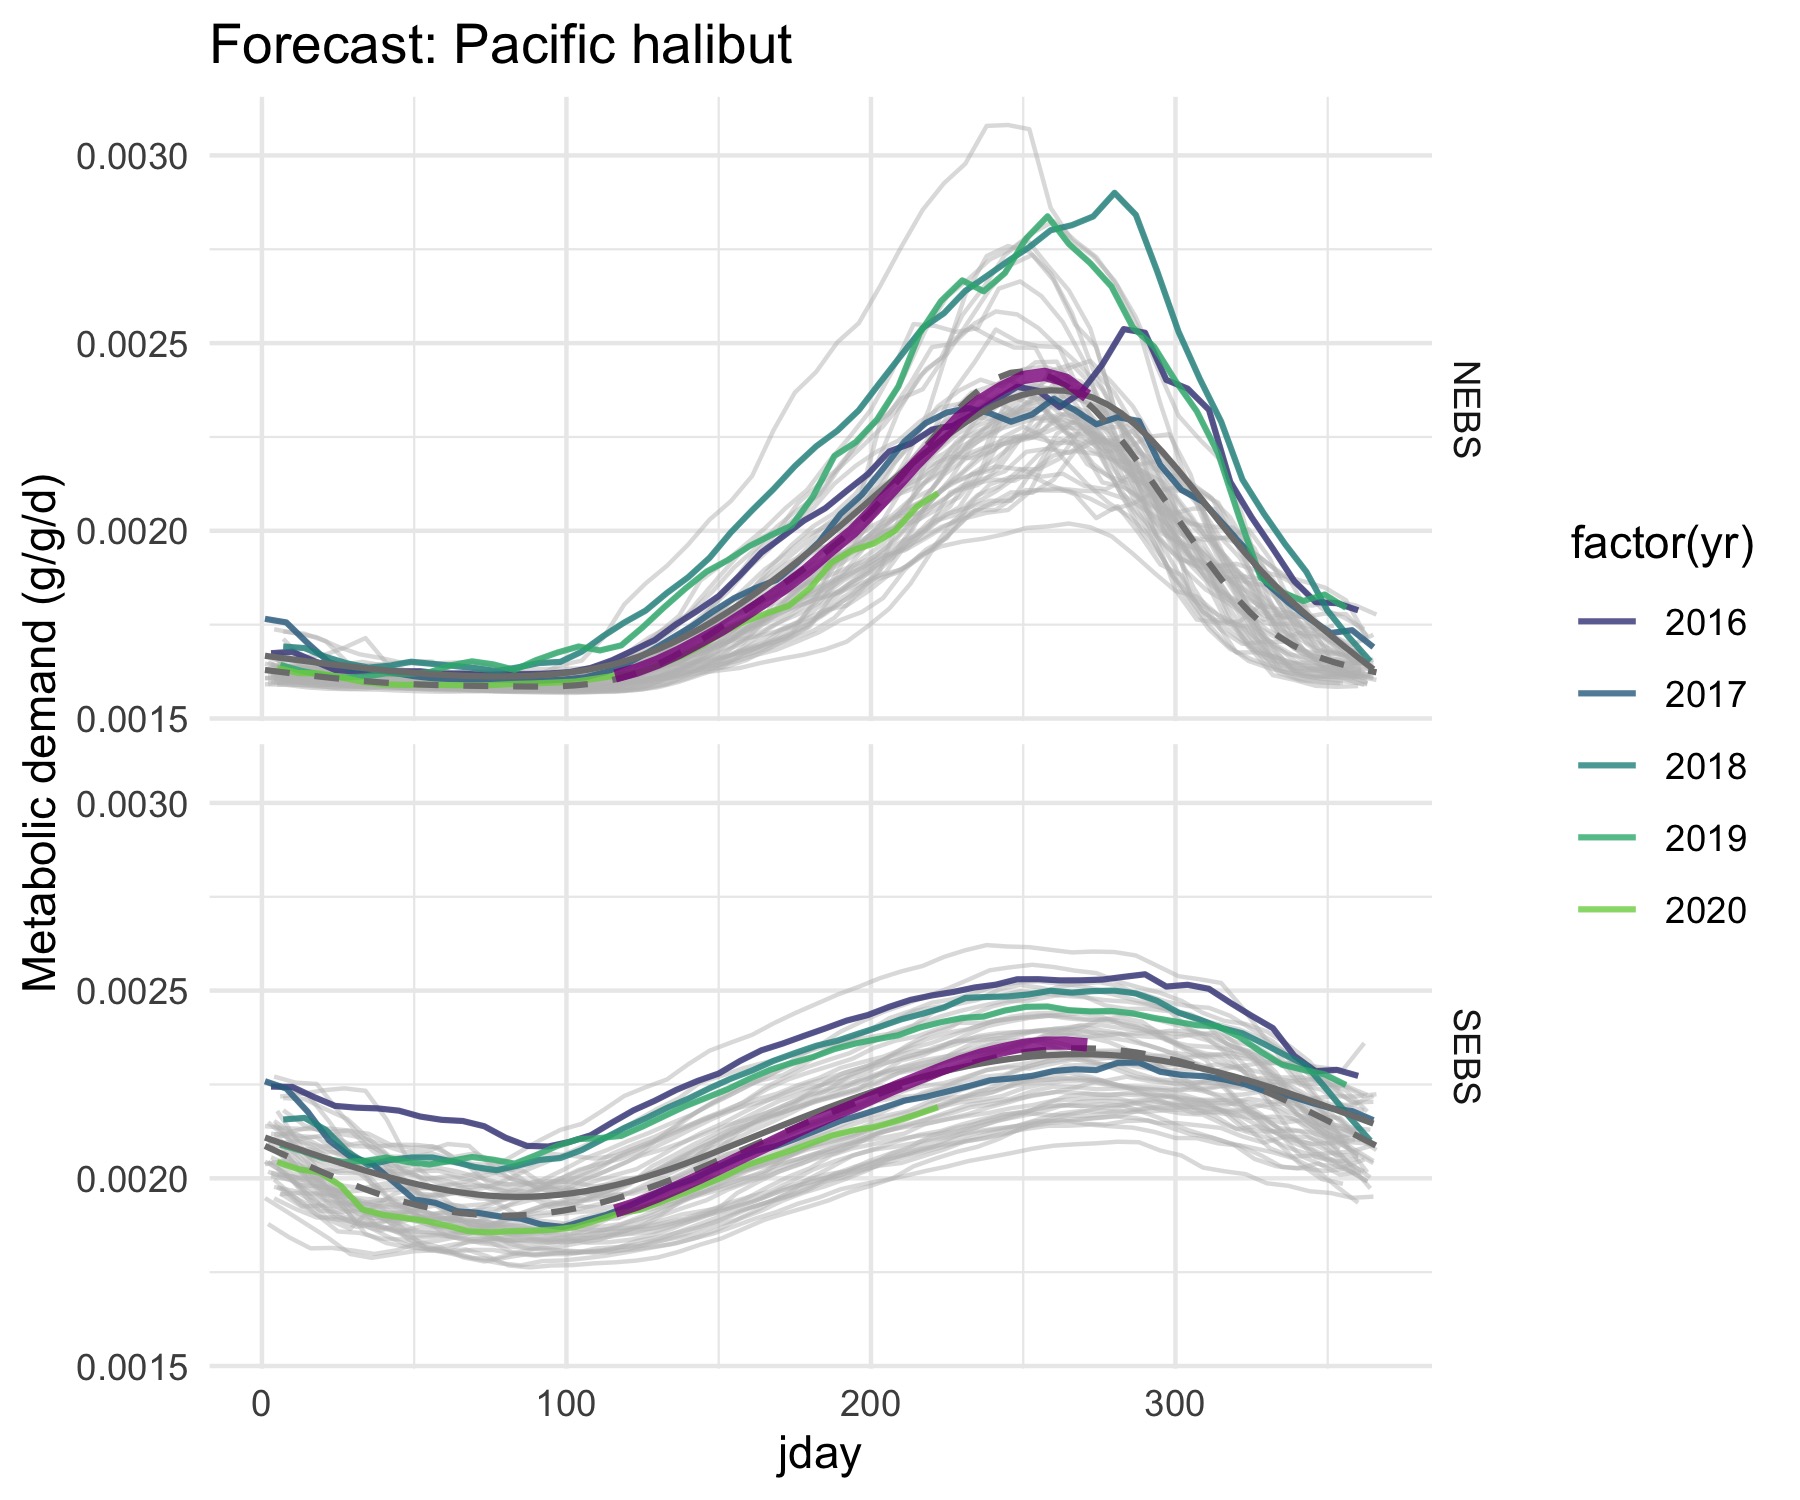 Forecast: Pacific halibut
Metabolic demand (g/g/d)
0.0030
0.0025
0.0020
0.0015
NEBS
0.0030
0.0025
0.0020
0.0015
SEBS
0
100
200
300
jday
factor(yr)
2016
2017
2018
2019
2020